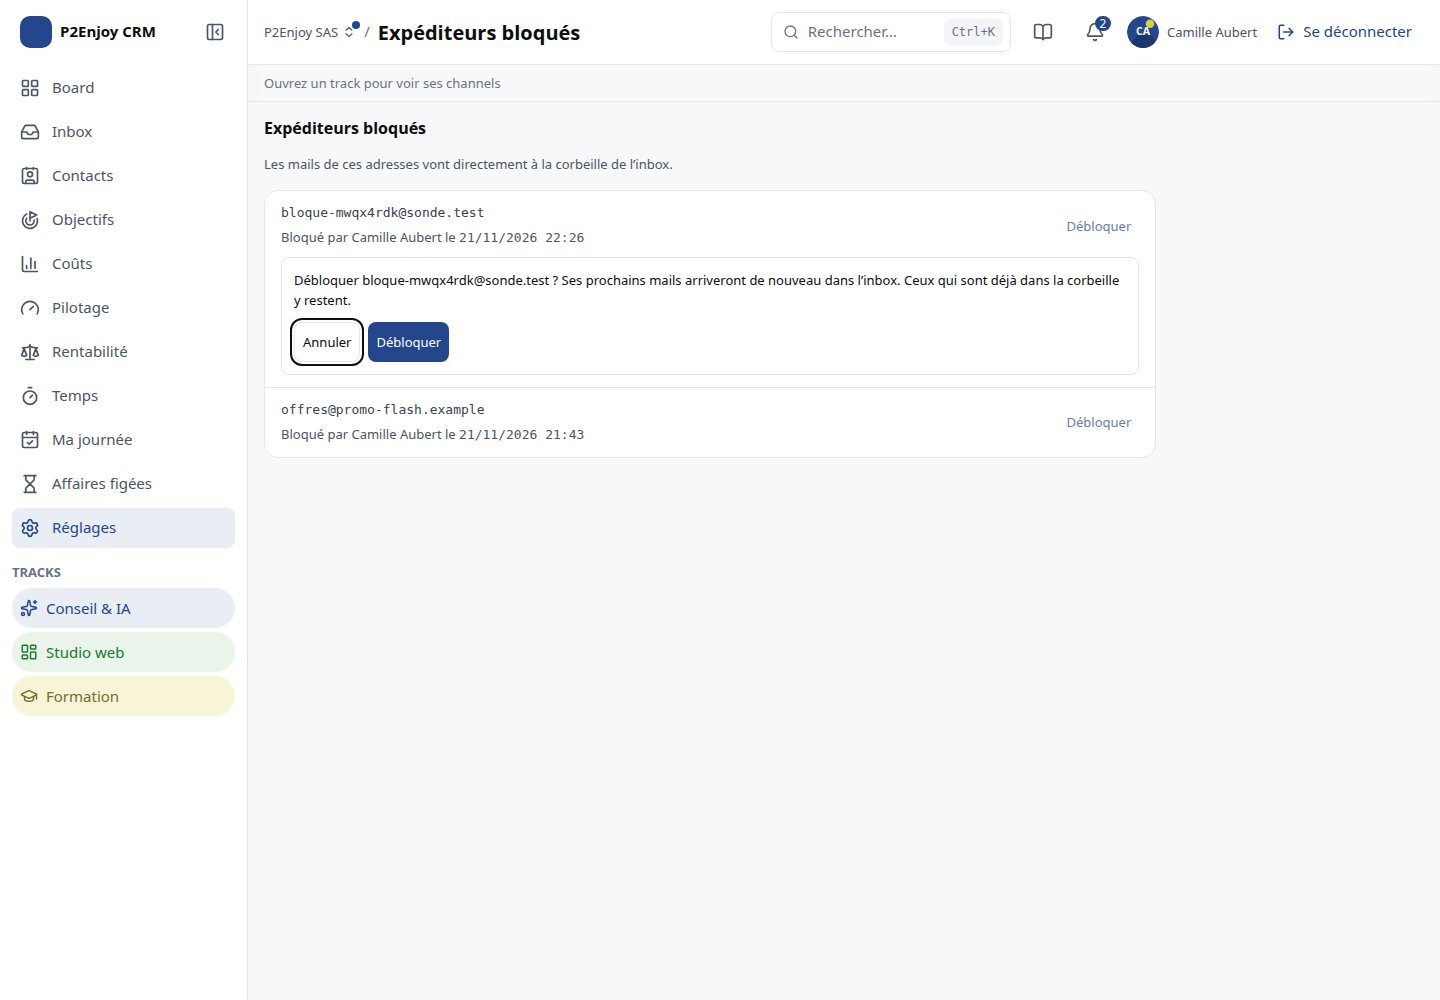 P2Enjoy CRM
Board
Inbox
Contacts
Objectifs
Coûts
Pilotage
Rentabilité
Temps
Ma journée
Affaires figées
Réglages
TRACKS
Conseil & IA
Studio web
Formation
P2Enjoy SAS / Expéditeurs bloqués
Rechercher... Ctrl+K
2
CA Camille Aubert
Se déconnecter
Ouvrez un track pour voir ses channels
Expéditeurs bloqués
Les mails de ces adresses vont directement à la corbeille de l'inbox.
bloque-mwqx4rdk@sonde.test
Bloqué par Camille Aubert le 21/11/2026 22:26
Débloquer
Débloquer bloque-mwqx4rdk@sonde.test ? Ses prochains mails arriveront de nouveau dans l'inbox. Ceux qui sont déjà dans la corbeille
y restent.
Annuler Débloquer
offres@promo-flash.example
Bloqué par Camille Aubert le 21/11/2026 21:43
Débloquer